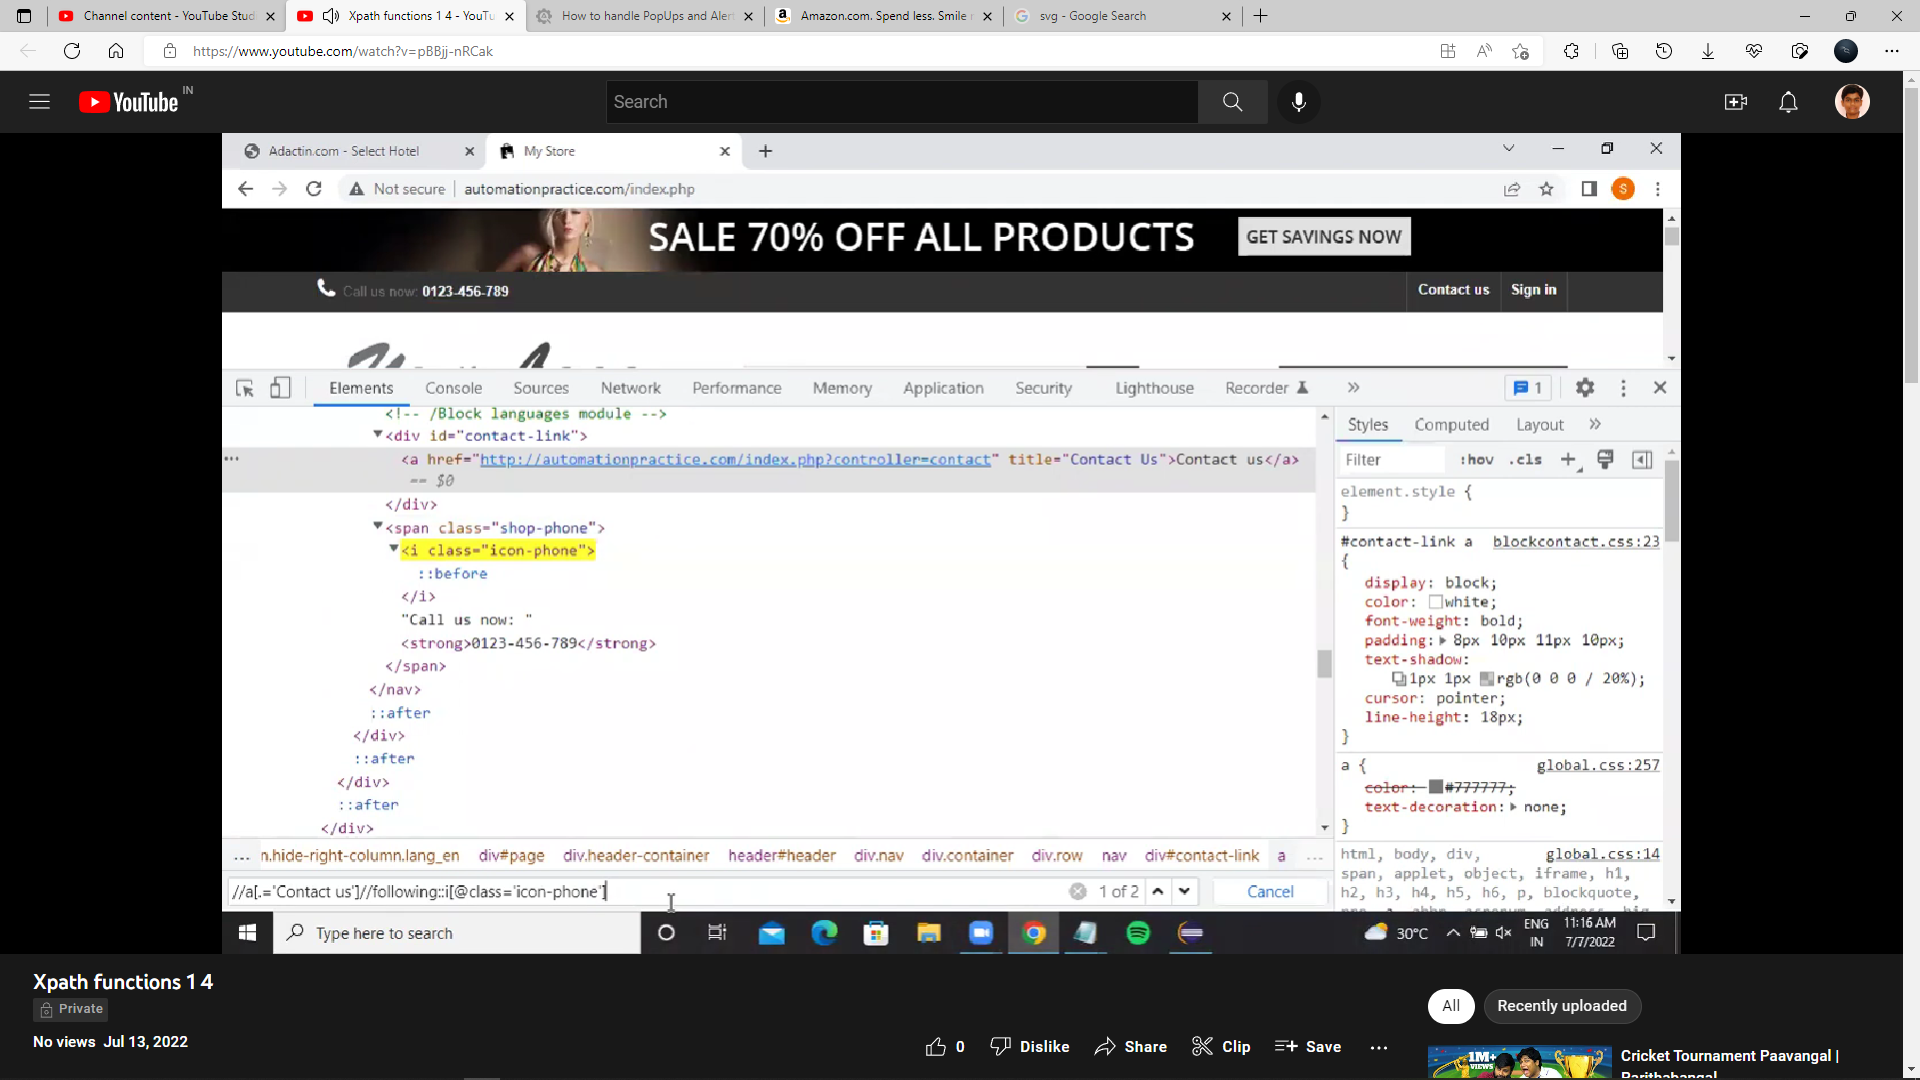 Channel content - YouTube Stud
Xpath functions 1 4 - YouTu
How to handle PopUps and Aler
Amazon.com. Spend less. Smile
svg - Google Search
https://www.youtube.com/watch?v=pBBjj-nRCak
YouTube IN
Search
Adactin.com - Select Hotel
My Store
Not secure
automationpractice.com/index.php
S
SALE 70% OFF ALL PRODUCTS
GET SAVINGS NOW
Call us now: 0123-456-789
Contact us
Sign in
Elements
Console
Sources
Network
Performance
Memory
Application
Security
Lighthouse
Recorder
1
<!-- /Block languages module -->
<div id="contact-link">
<a href="http://automationpractice.com/index.php?controller=contact" title="Contact Us">Contact us</a>
== $0
</div>
<span class="shop-phone">
<i class="icon-phone">
::before
</i>
"Call us now: "
<strong>0123-456-789</strong>
</span>
</nav>
::after
</div>
::after
</div>
::after
</div>
Styles
Computed
Layout
Filter
:hov
.cls
element.style {
}
#contact-link a
blockcontact.css:23
{
display: block;
color: white;
font-weight: bold;
padding: 8px 10px 11px 10px;
text-shadow:
1px 1px rgb(0 0 0 / 20%);
cursor: pointer;
line-height: 18px;
}
a {
global.css:257
color: #777777;
text-decoration: none;
}
html, body, div,
global.css:14
span, applet, object, iframe, h1,
h2, h3, h4, h5, h6, p, blockquote,
... n.hide-right-column.lang_en div#page div.header-container header#header div.nav div.container div.row nav div#contact-link a ...
//a[.='Contact us']//following::i[@class='icon-phone']
1 of 2
Cancel
Type here to search
30°C
ENG
IN
11:16 AM
7/7/2022
Xpath functions 1 4
Private
No views Jul 13, 2022
0
Dislike
Share
Clip
Save
All
Recently uploaded
1M+
VIEWS
Cricket Tournament Paavangal |